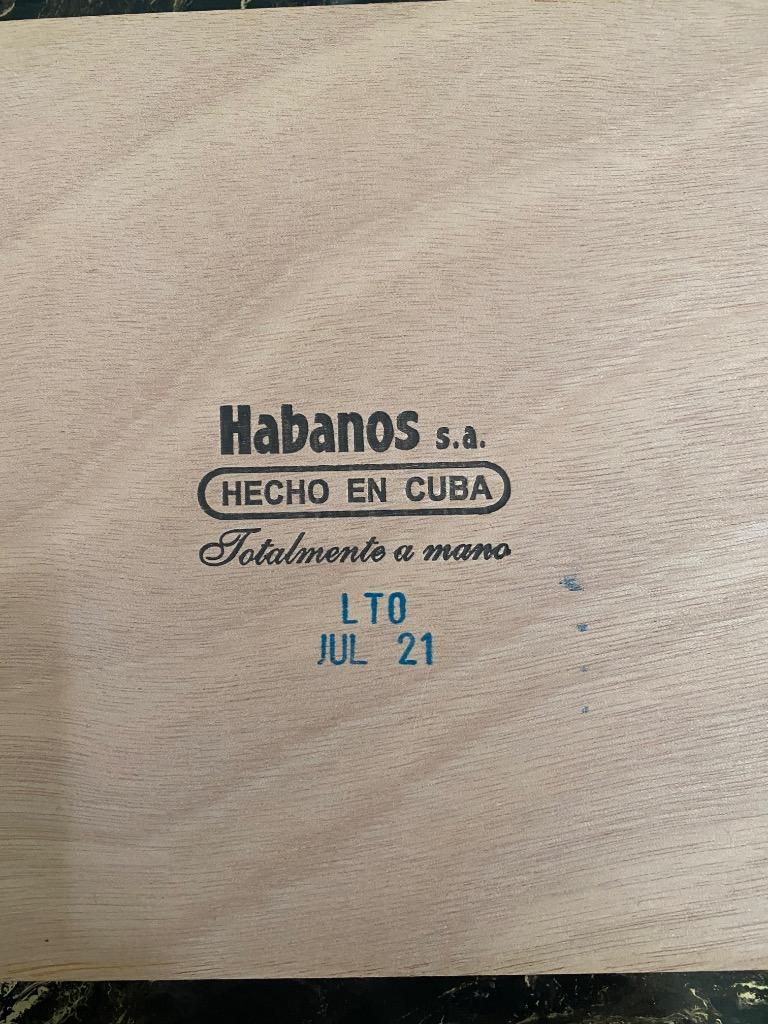 Habanos s.a.
HECHO EN CUBA
Totalmente a mano
LTO
JUL 21